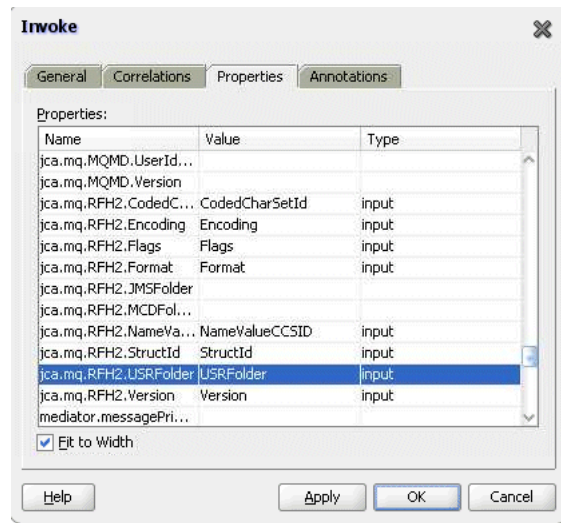 Invoke
General Correlations Properties Annotations
Properties:
Name Value Type
jca.mq.MQMD.UserId...
jca.mq.MQMD.Version
jca.mq.RFH2.CodedC... CodedCharSetId input
jca.mq.RFH2.Encoding Encoding input
jca.mq.RFH2.Flags Flags input
jca.mq.RFH2.Format Format input
jca.mq.RFH2.JMSFolder
jca.mq.RFH2.MCDFol...
jca.mq.RFH2.NameVa... NameValueCCSID input
jca.mq.RFH2.StructId StructId input
jca.mq.RFH2.USRFolder USRFolder input
jca.mq.RFH2.Version Version input
mediator.messagePri...
Fit to Width
Help Apply OK Cancel